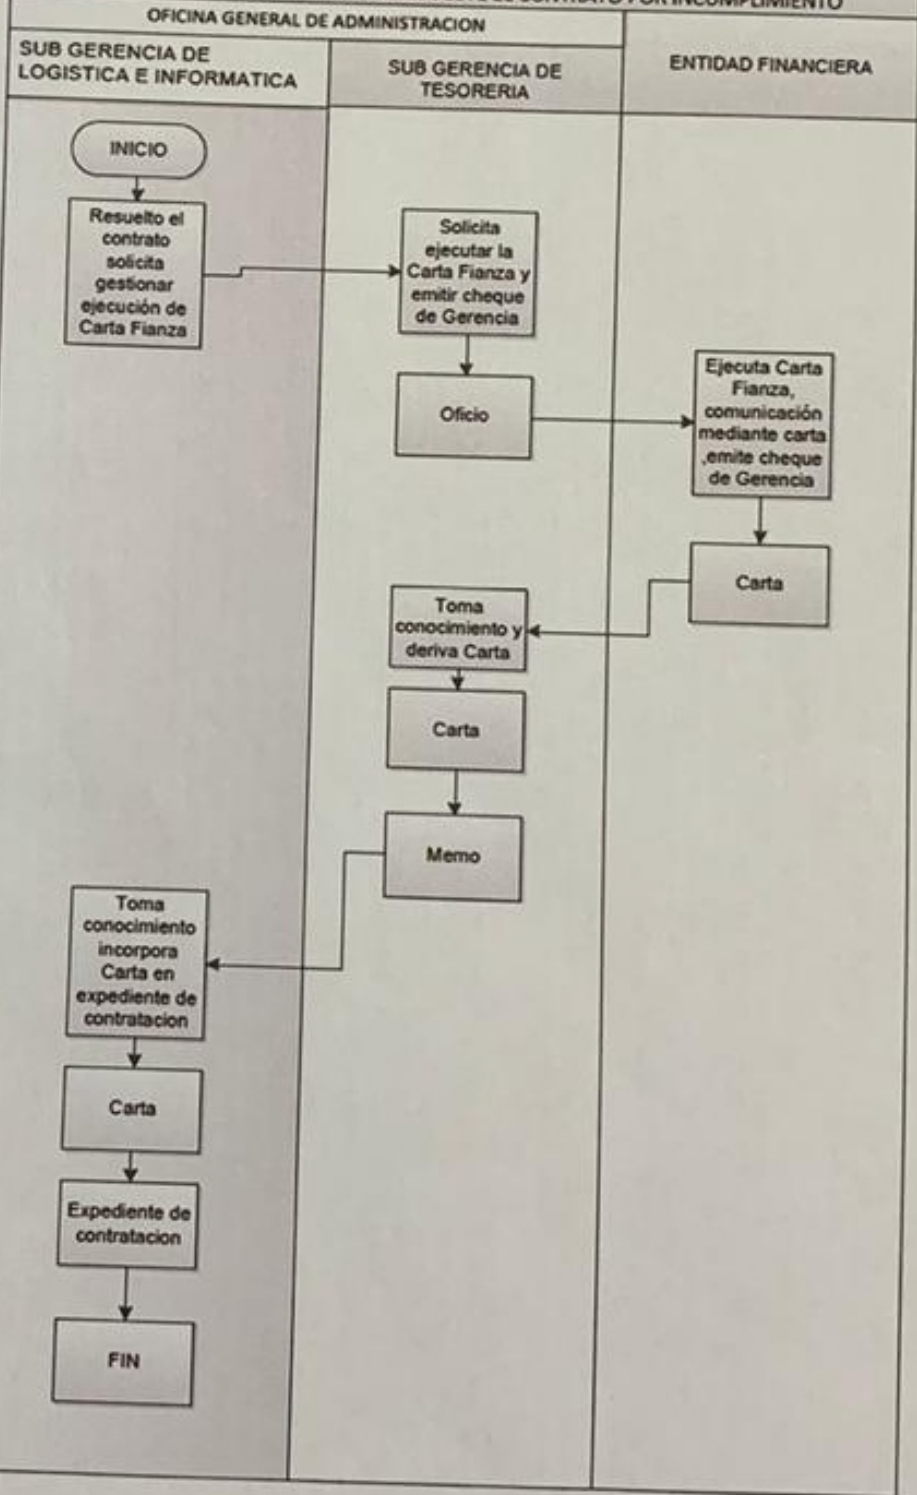 CONTRATO POR INCUMPLIMIENTO
OFICINA GENERAL DE ADMINISTRACION
SUB GERENCIA DE
LOGISTICA E INFORMATICA
SUB GERENCIA DE
TESORERIA
ENTIDAD FINANCIERA
INICIO
Resuelto el
contrato
solicita
gestionar
ejecución de
Carta Fianza
Solicita
ejecutar la
Carta Fianza y
emitir cheque
de Gerencia
Oficio
Ejecuta Carta
Fianza,
comunicación
mediante carta
,emite cheque
de Gerencia
Carta
Toma
conocimiento y
deriva Carta
Carta
Memo
Toma
conocimiento
incorpora
Carta en
expediente de
contratacion
Carta
Expediente de
contratacion
FIN